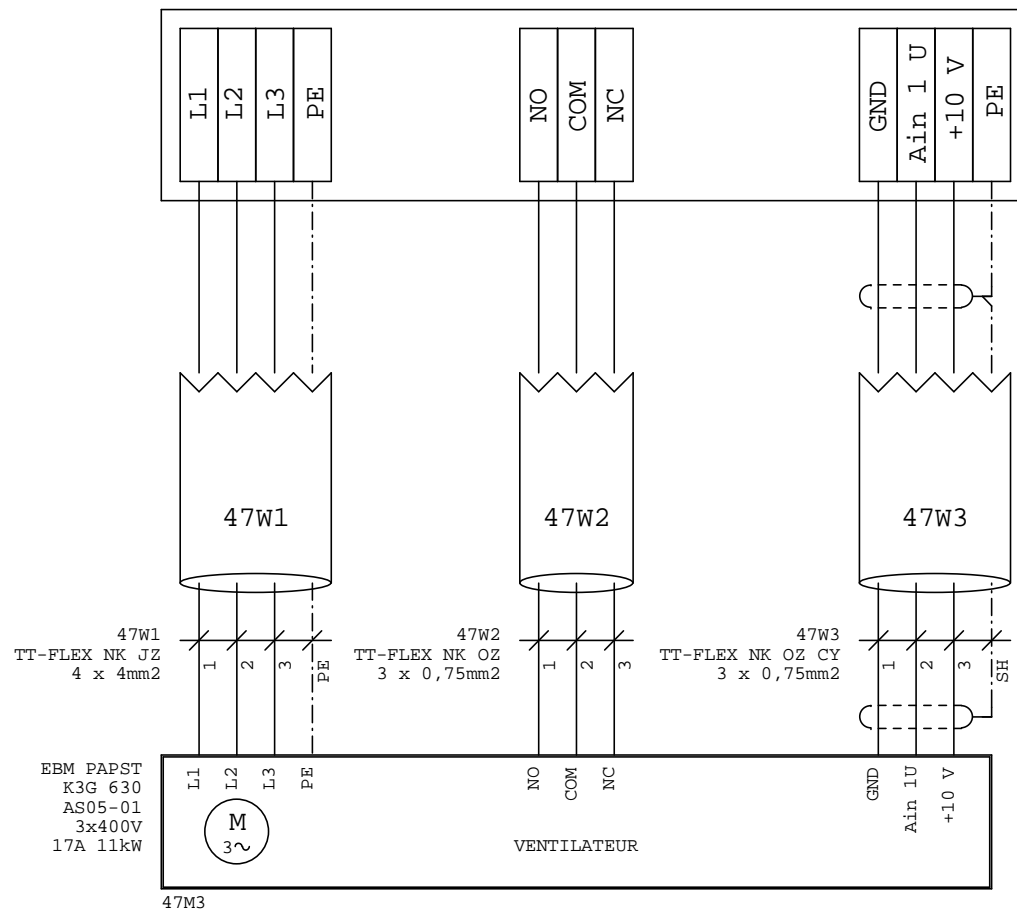 L1
L2
L3
PE
NO
COM
NC
GND
Ain 1 U
+10 V
PE
47W1
47W2
47W3
47W1
TT-FLEX NK JZ
4 x 4mm2
1
2
3
PE
47W2
TT-FLEX NK OZ
3 x 0,75mm2
1
2
3
47W3
TT-FLEX NK OZ CY
3 x 0,75mm2
1
2
3
SH
EBM PAPST
K3G 630
AS05-01
3x400V
17A 11kW
L1
L2
L3
PE
NO
COM
NC
GND
Ain 1U
+10 V
M
3~
VENTILATEUR
47M3